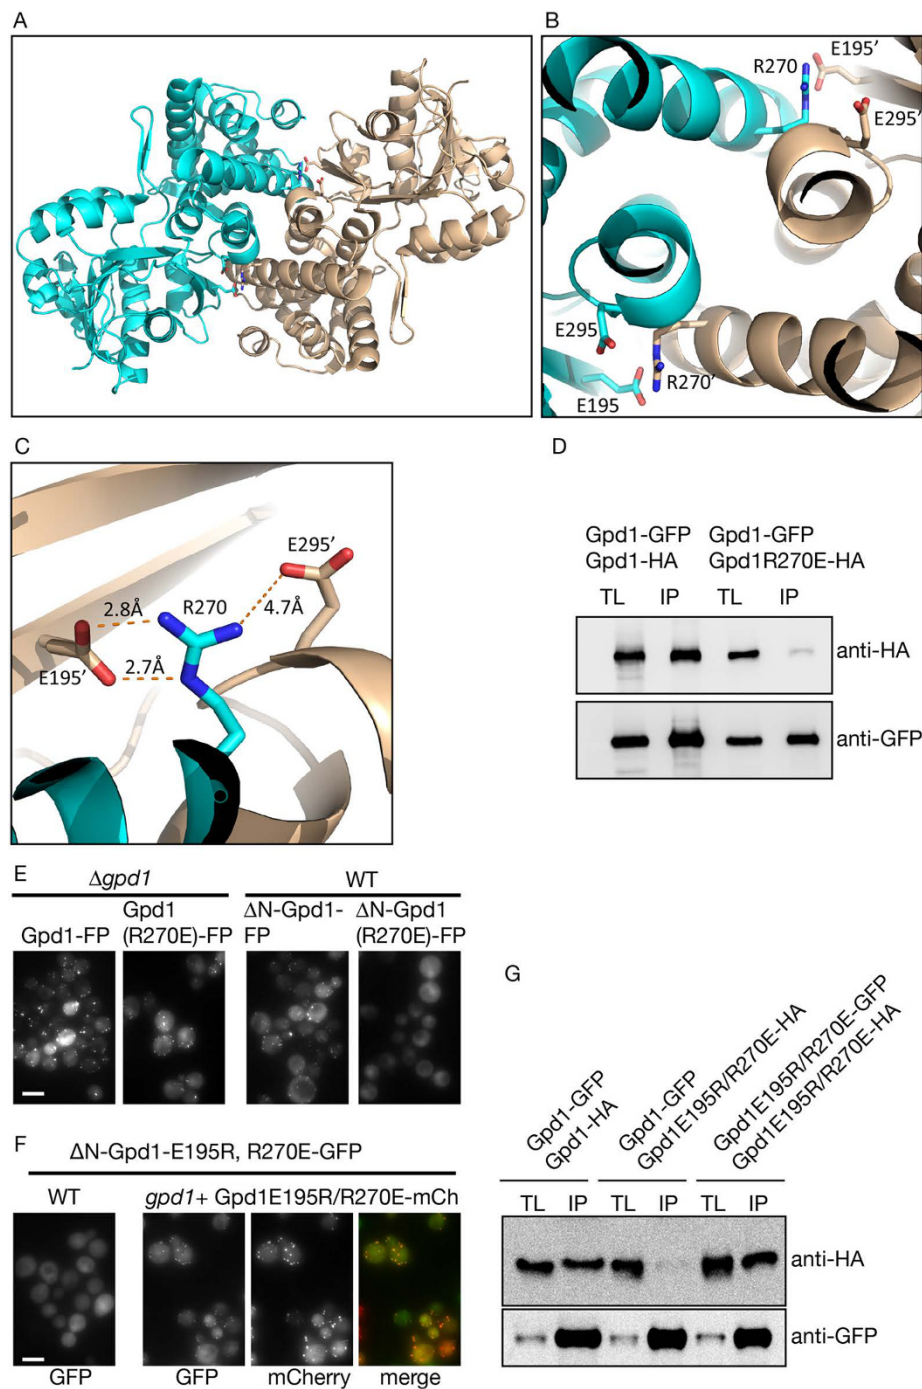 A
B
R270
E195’
E295’
E295
E195
R270’
C
E295’
2.8Å
R270
4.7Å
E195’
2.7Å
D
Gpd1-GFP
Gpd1-HA
Gpd1-GFP
Gpd1R270E-HA
TL IP TL IP
anti-HA
anti-GFP
E
Δgpd1
WT
Gpd1-FP
Gpd1
(R270E)-FP
ΔN-Gpd1-
FP
ΔN-Gpd1
(R270E)-FP
F
ΔN-Gpd1-E195R, R270E-GFP
WT
gpd1+ Gpd1E195R/R270E-mCh
GFP
GFP
mCherry
merge
G
Gpd1-GFP
Gpd1-HA
Gpd1-GFP
Gpd1E195R/R270E-HA
Gpd1E195R/R270E-GFP
Gpd1E195R/R270E-HA
TL IP TL IP TL IP
anti-HA
anti-GFP